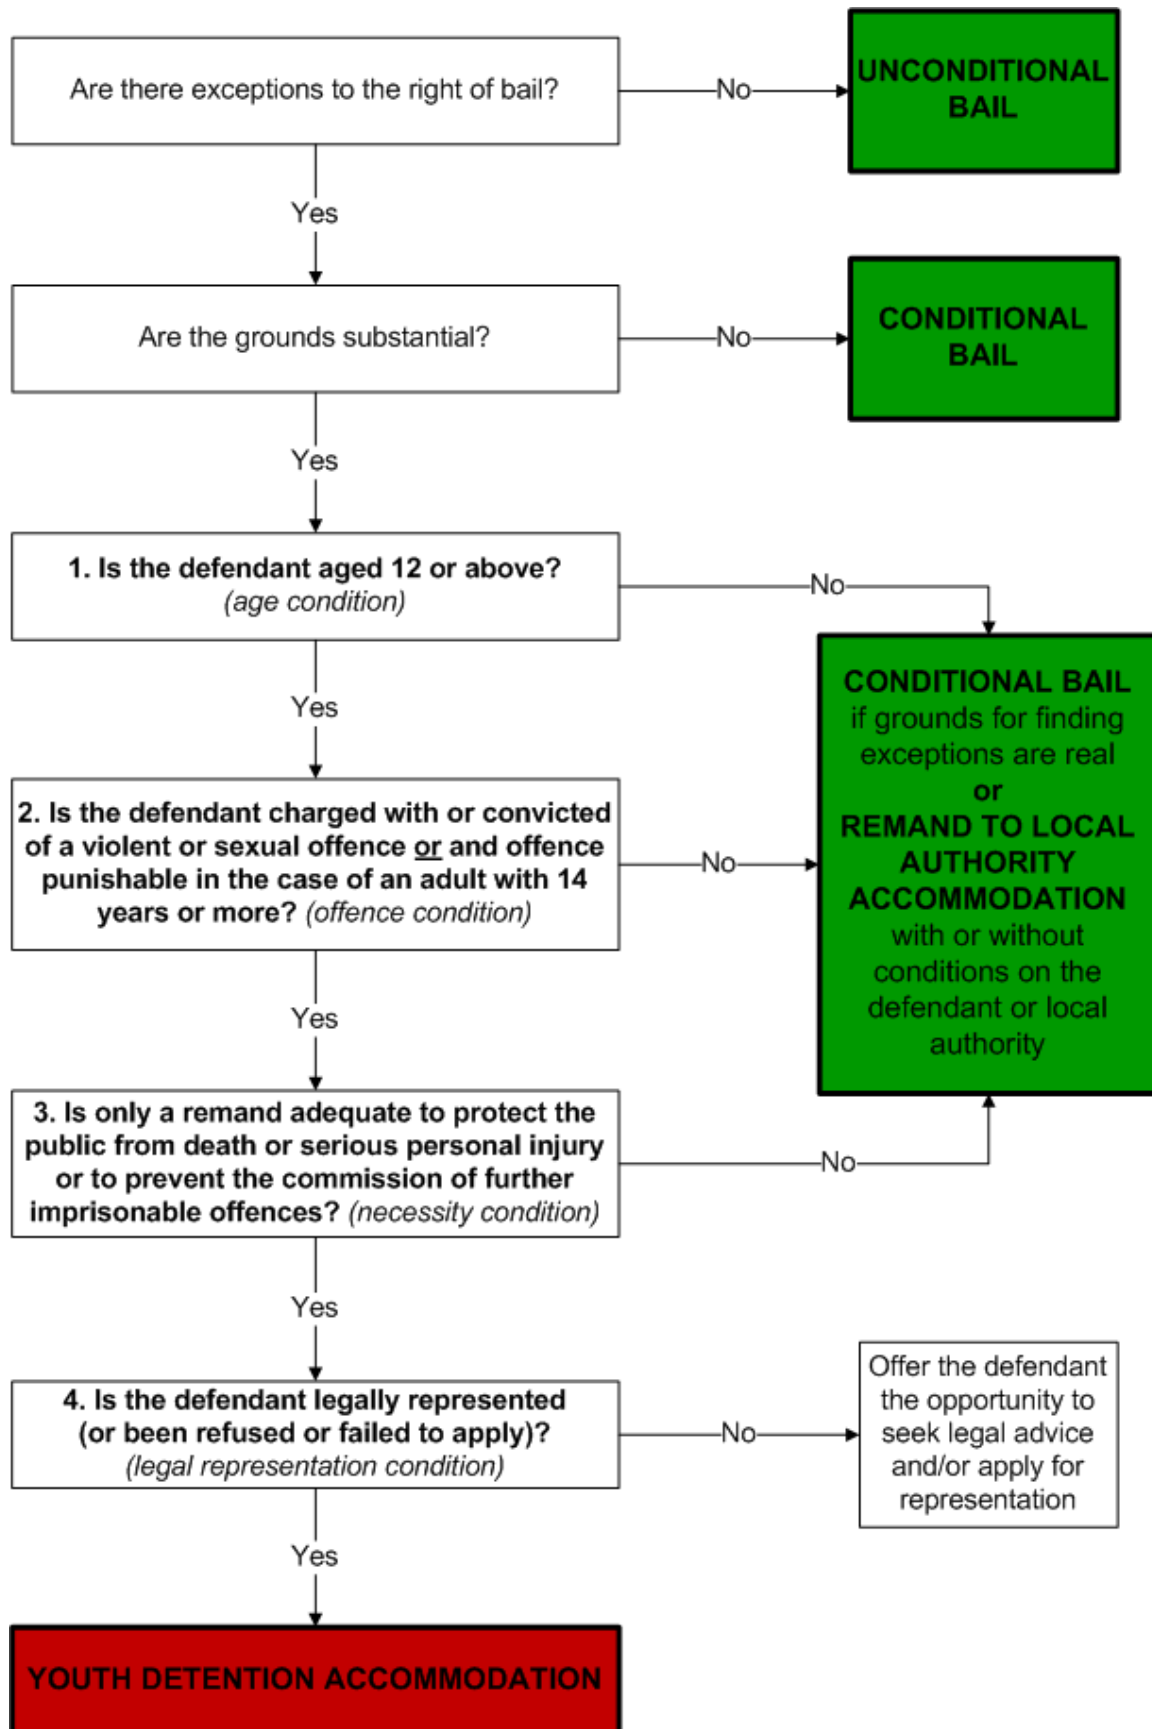 Are there exceptions to the right of bail?
No
UNCONDITIONAL
BAIL
Yes
Are the grounds substantial?
No
CONDITIONAL
BAIL
Yes
1. Is the defendant aged 12 or above?
(age condition)
No
Yes
CONDITIONAL BAIL
if grounds for finding
exceptions are real
or
REMAND TO LOCAL
AUTHORITY
ACCOMMODATION
with or without
conditions on the
defendant or local
authority
2. Is the defendant charged with or convicted
of a violent or sexual offence or and offence
punishable in the case of an adult with 14
years or more? (offence condition)
No
Yes
3. Is only a remand adequate to protect the
public from death or serious personal injury
or to prevent the commission of further
imprisonable offences? (necessity condition)
No
Yes
4. Is the defendant legally represented
(or been refused or failed to apply)?
(legal representation condition)
No
Offer the defendant
the opportunity to
seek legal advice
and/or apply for
representation
Yes
YOUTH DETENTION ACCOMMODATION